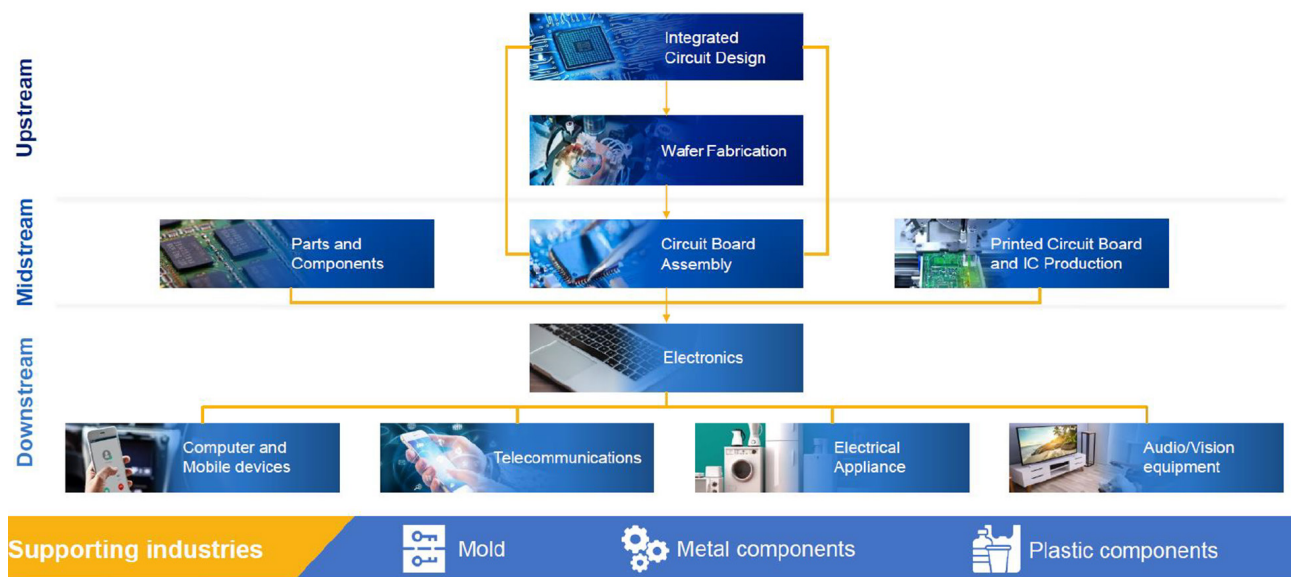 Upstream
Integrated
Circuit Design
Wafer Fabrication
Midstream
Parts and
Components
Circuit Board
Assembly
Printed Circuit Board
and IC Production
Downstream
Electronics
Computer and
Mobile devices
Telecommunications
Electrical
Appliance
Audio/Vision
equipment
Supporting industries
Mold
Metal components
Plastic components